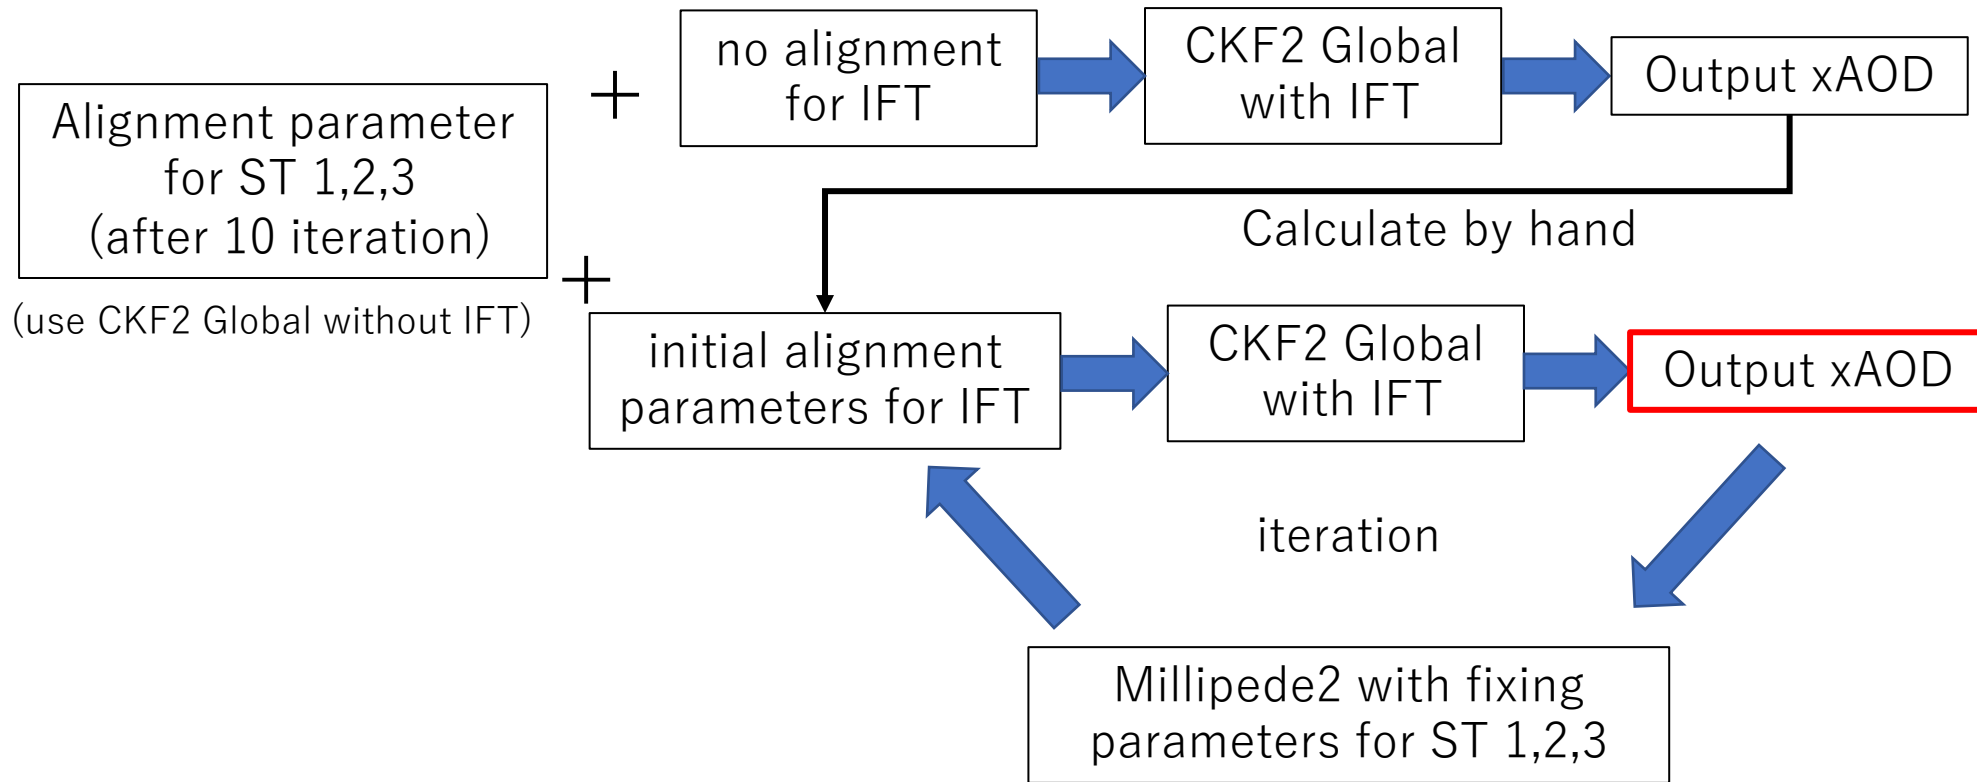 Alignment parameter
for ST 1,2,3
(after 10 iteration)
(use CKF2 Global without IFT)
+
no alignment
for IFT
CKF2 Global
with IFT
Output xAOD
Calculate by hand
+
initial alignment
parameters for IFT
CKF2 Global
with IFT
Output xAOD
iteration
Millipede2 with fixing
parameters for ST 1,2,3